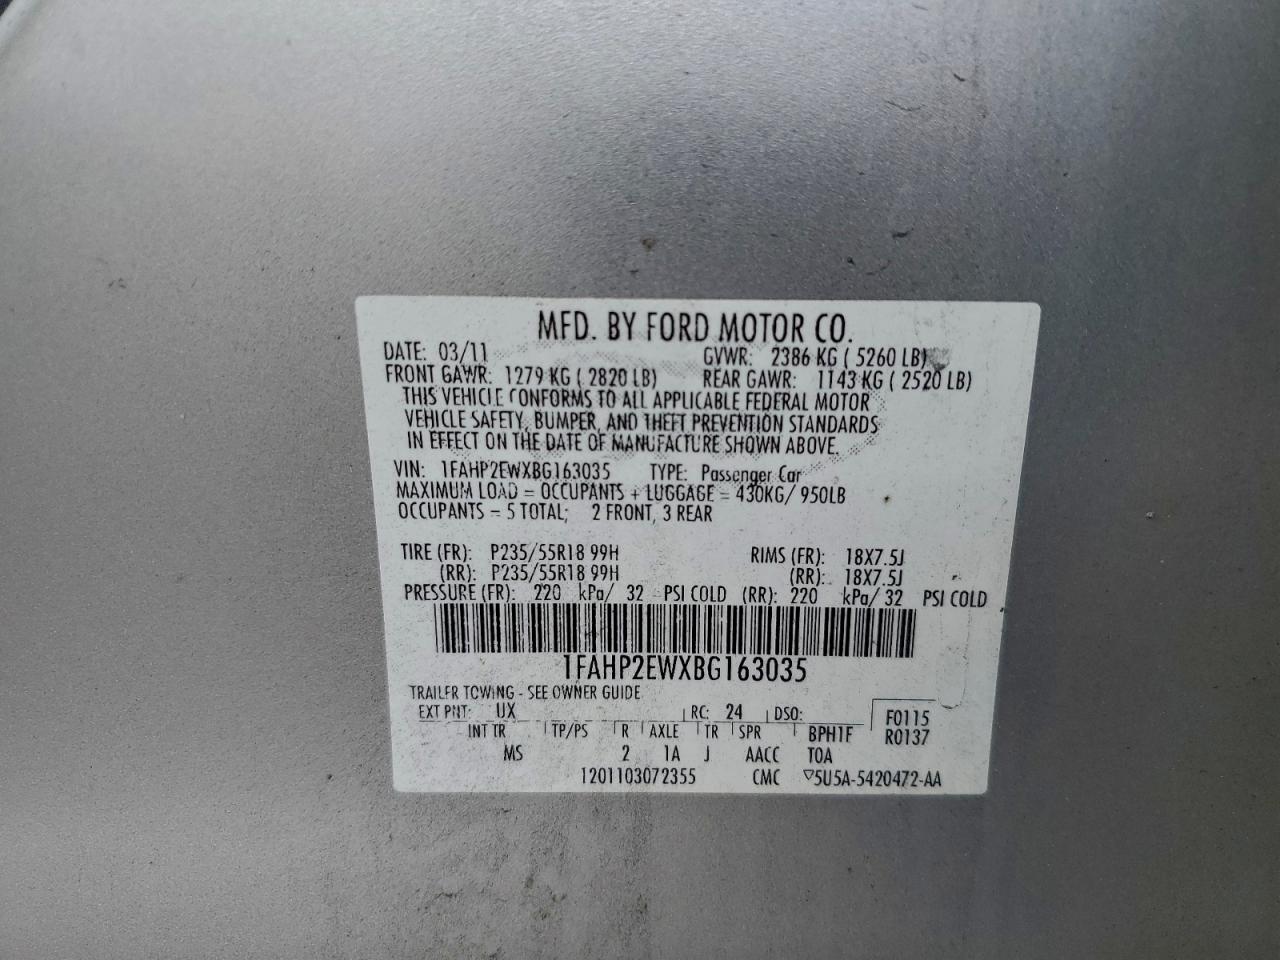 MFD. BY FORD MOTOR CO.
DATE: 03/11 GVWR: 2386 KG ( 5260 LB)
FRONT GAWR: 1279 KG ( 2820 LB) REAR GAWR: 1143 KG ( 2520 LB)
THIS VEHICLE CONFORMS TO ALL APPLICABLE FEDERAL MOTOR
VEHICLE SAFETY, BUMPER, AND THEFT PREVENTION STANDARDS
IN EFFECT ON THE DATE OF MANUFACTURE SHOWN ABOVE.
VIN: 1FAHP2EWXBG163035 TYPE: Passenger Car
MAXIMUM LOAD = OCCUPANTS + LUGGAGE = 430KG/ 950LB
OCCUPANTS = 5 TOTAL; 2 FRONT, 3 REAR
TIRE (FR): P235/55R18 99H RIMS (FR): 18X7.5J
(RR): P235/55R18 99H (RR): 18X7.5J
PRESSURE (FR): 220 kPa/ 32 PSI COLD (RR): 220 kPa/ 32 PSI COLD
1FAHP2EWXBG163035
TRAILER TOWING - SEE OWNER GUIDE
EXT PNT: UX RC: 24 DSO: F0115
INT TR TP/PS R AXLE TR SPR BPH1F R0137
MS 2 1A J AACC TOA
1201103072355 CMC ▽5U5A-5420472-AA